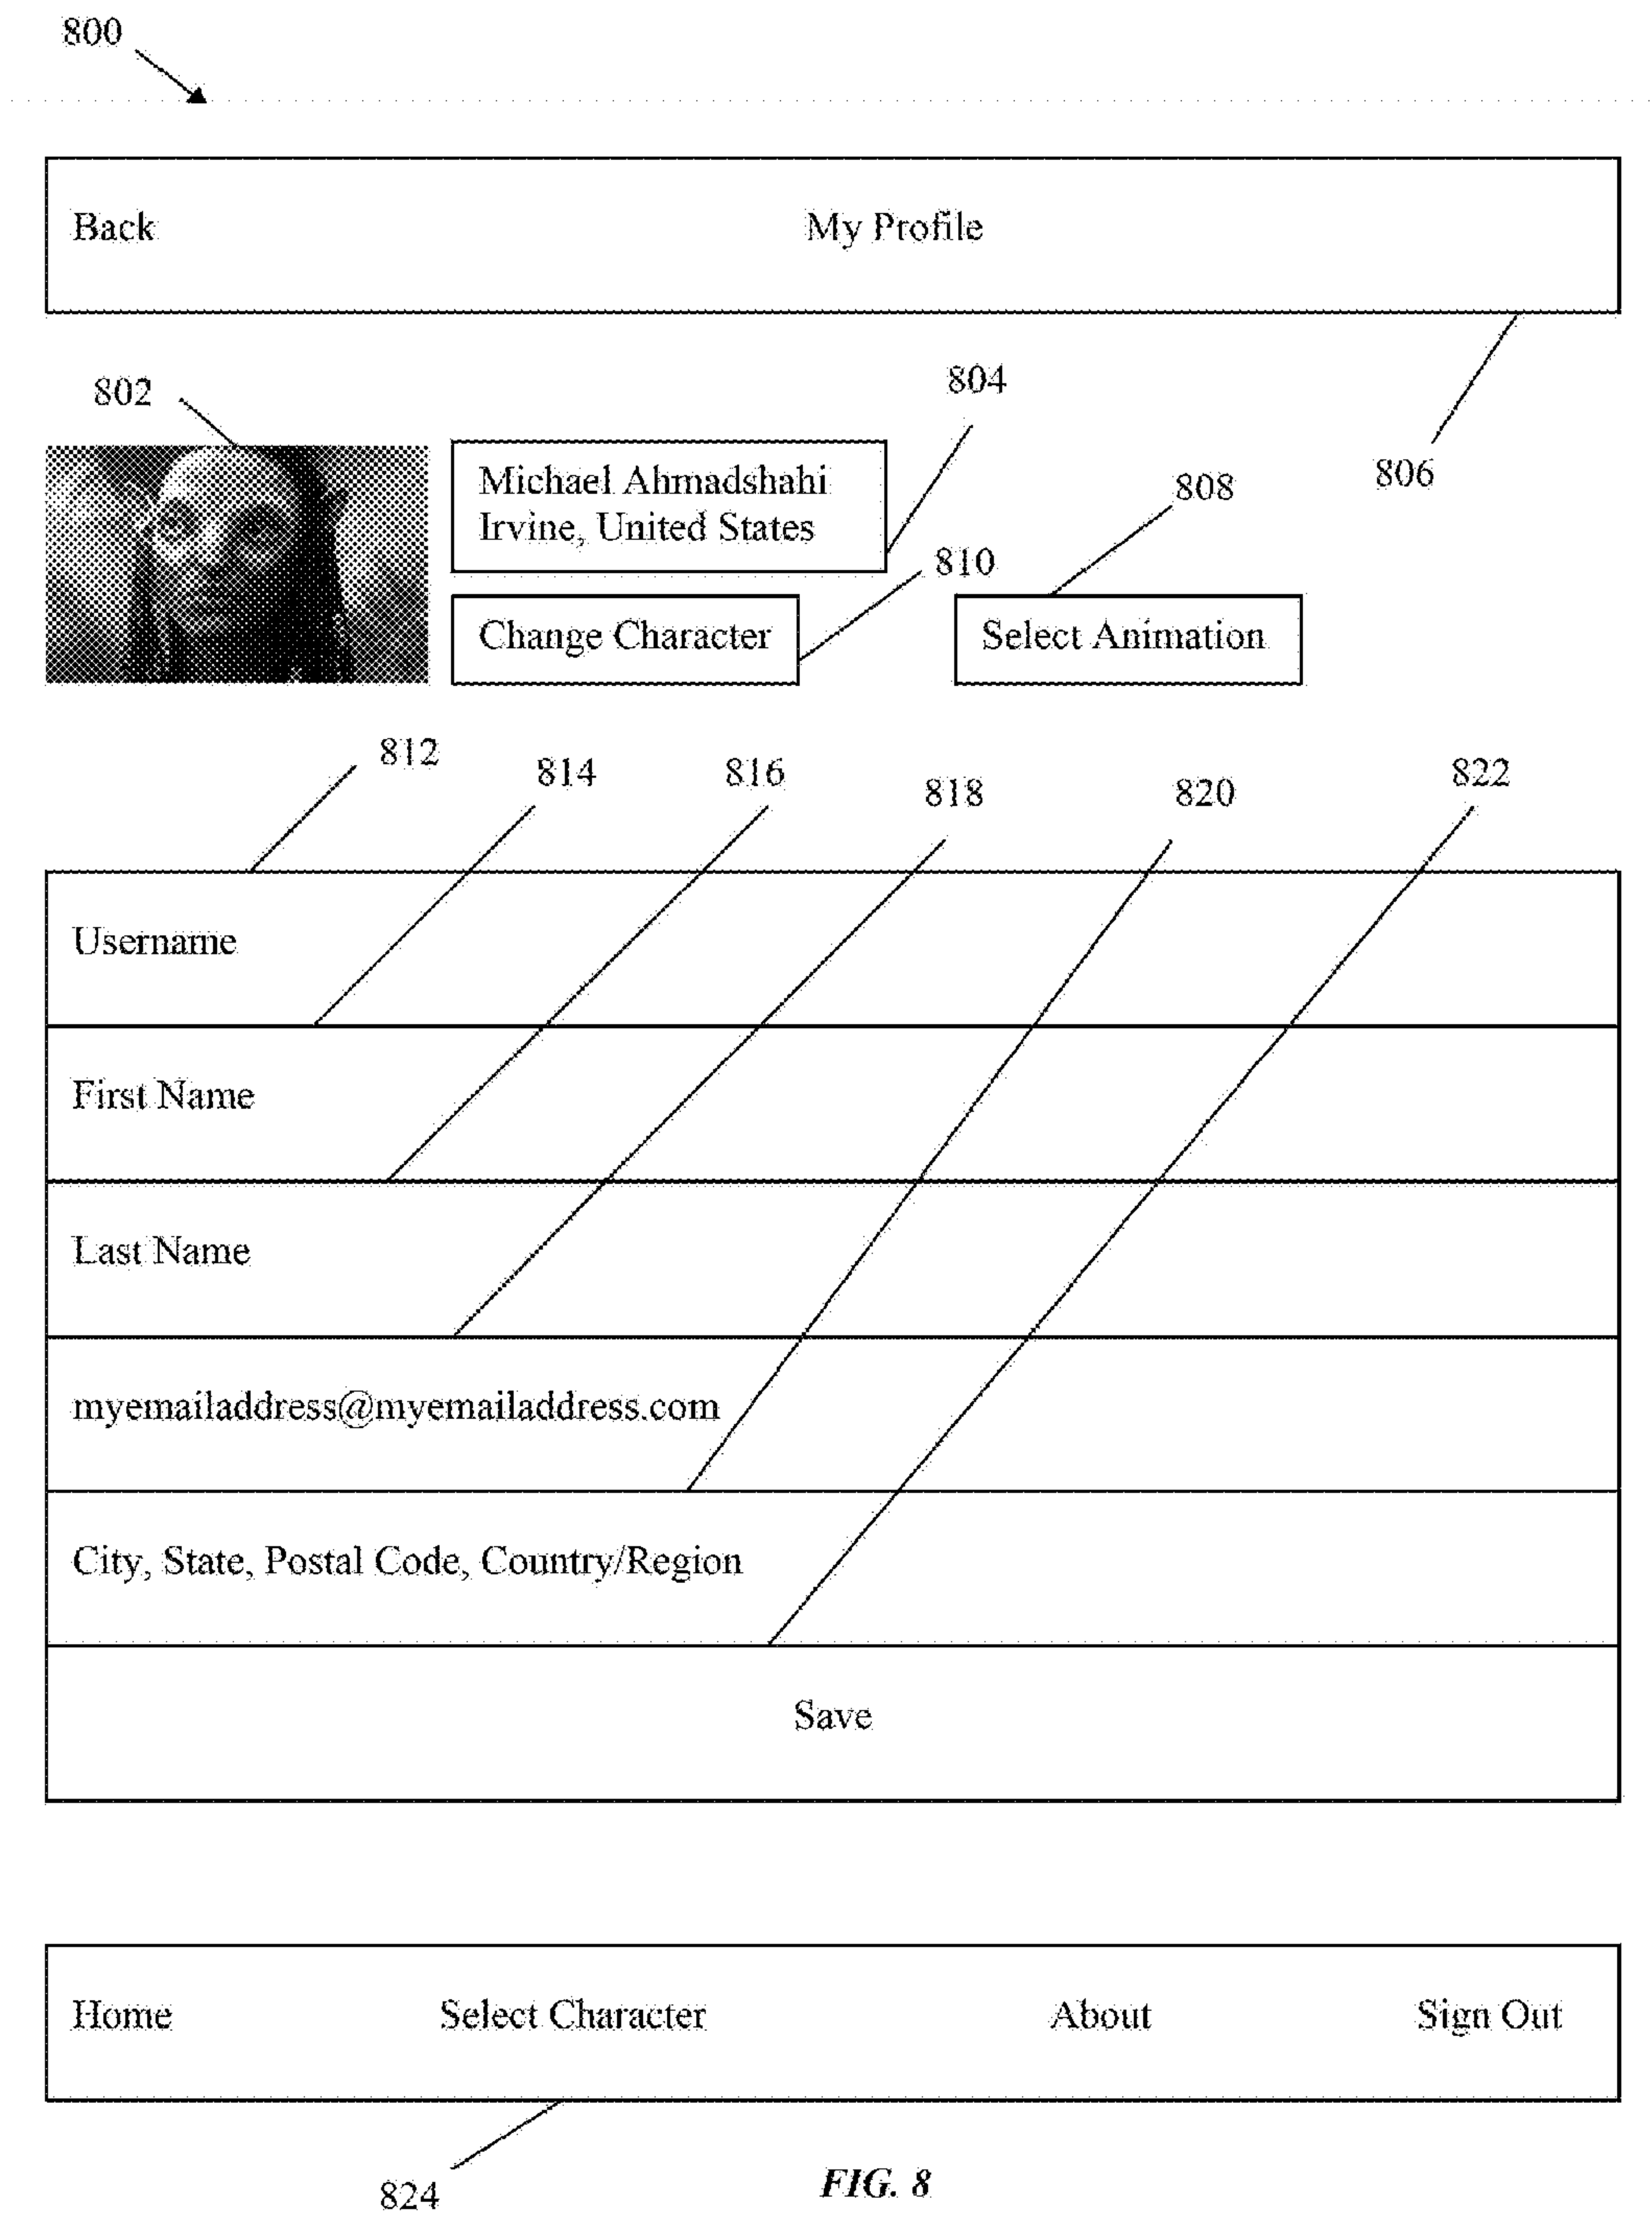 800
Back My Profile
802
804
806
Michael Ahmadshahi
Irvine, United States
808
810
Change Character
Select Animation
812
814
816
818
820
822
Username
First Name
Last Name
myemailaddress@myemailaddress.com
City, State, Postal Code, Country/Region
Save
Home Select Character About Sign Out
824
FIG. 8